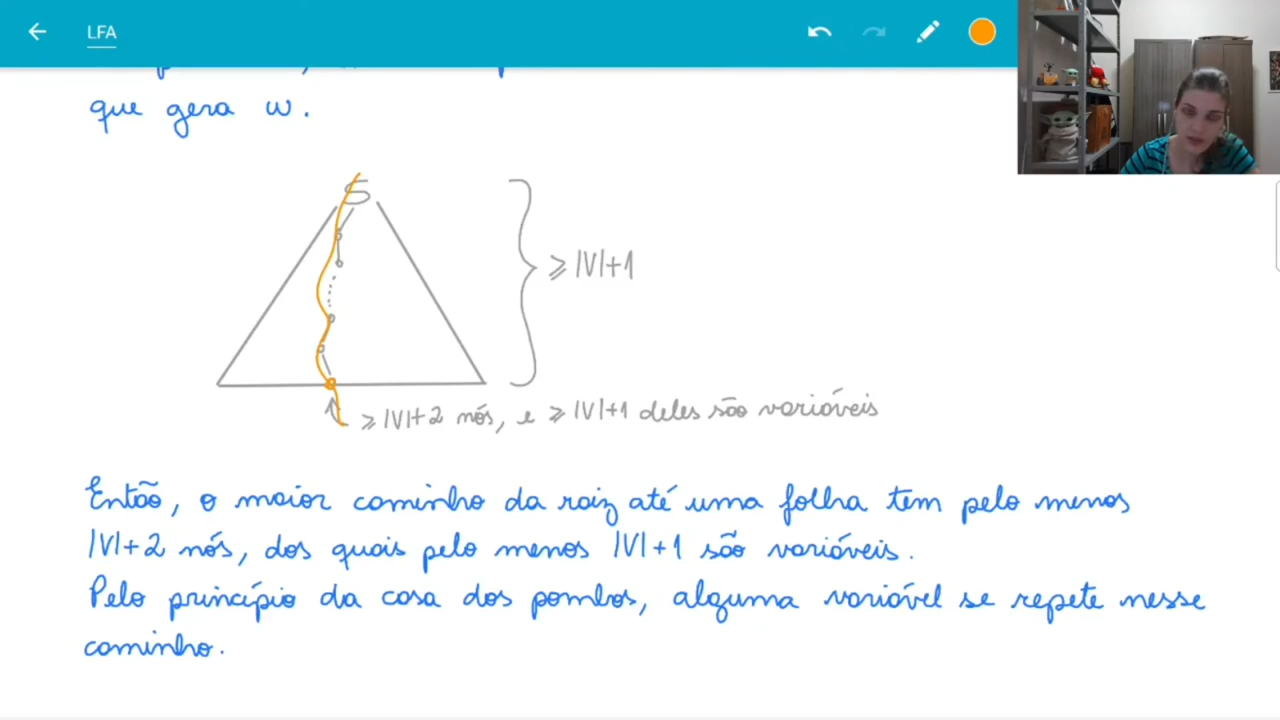 LFA
que gera w.
S
≥ |V|+1
≥ |V|+2 nós, e ≥ |V|+1 deles são variáveis
Então, o maior caminho da raiz até uma folha tem pelo menos
|V|+2 nós, dos quais pelo menos |V|+1 são variáveis.
Pelo princípio da casa dos pombos, alguma variável se repete nesse
caminho.